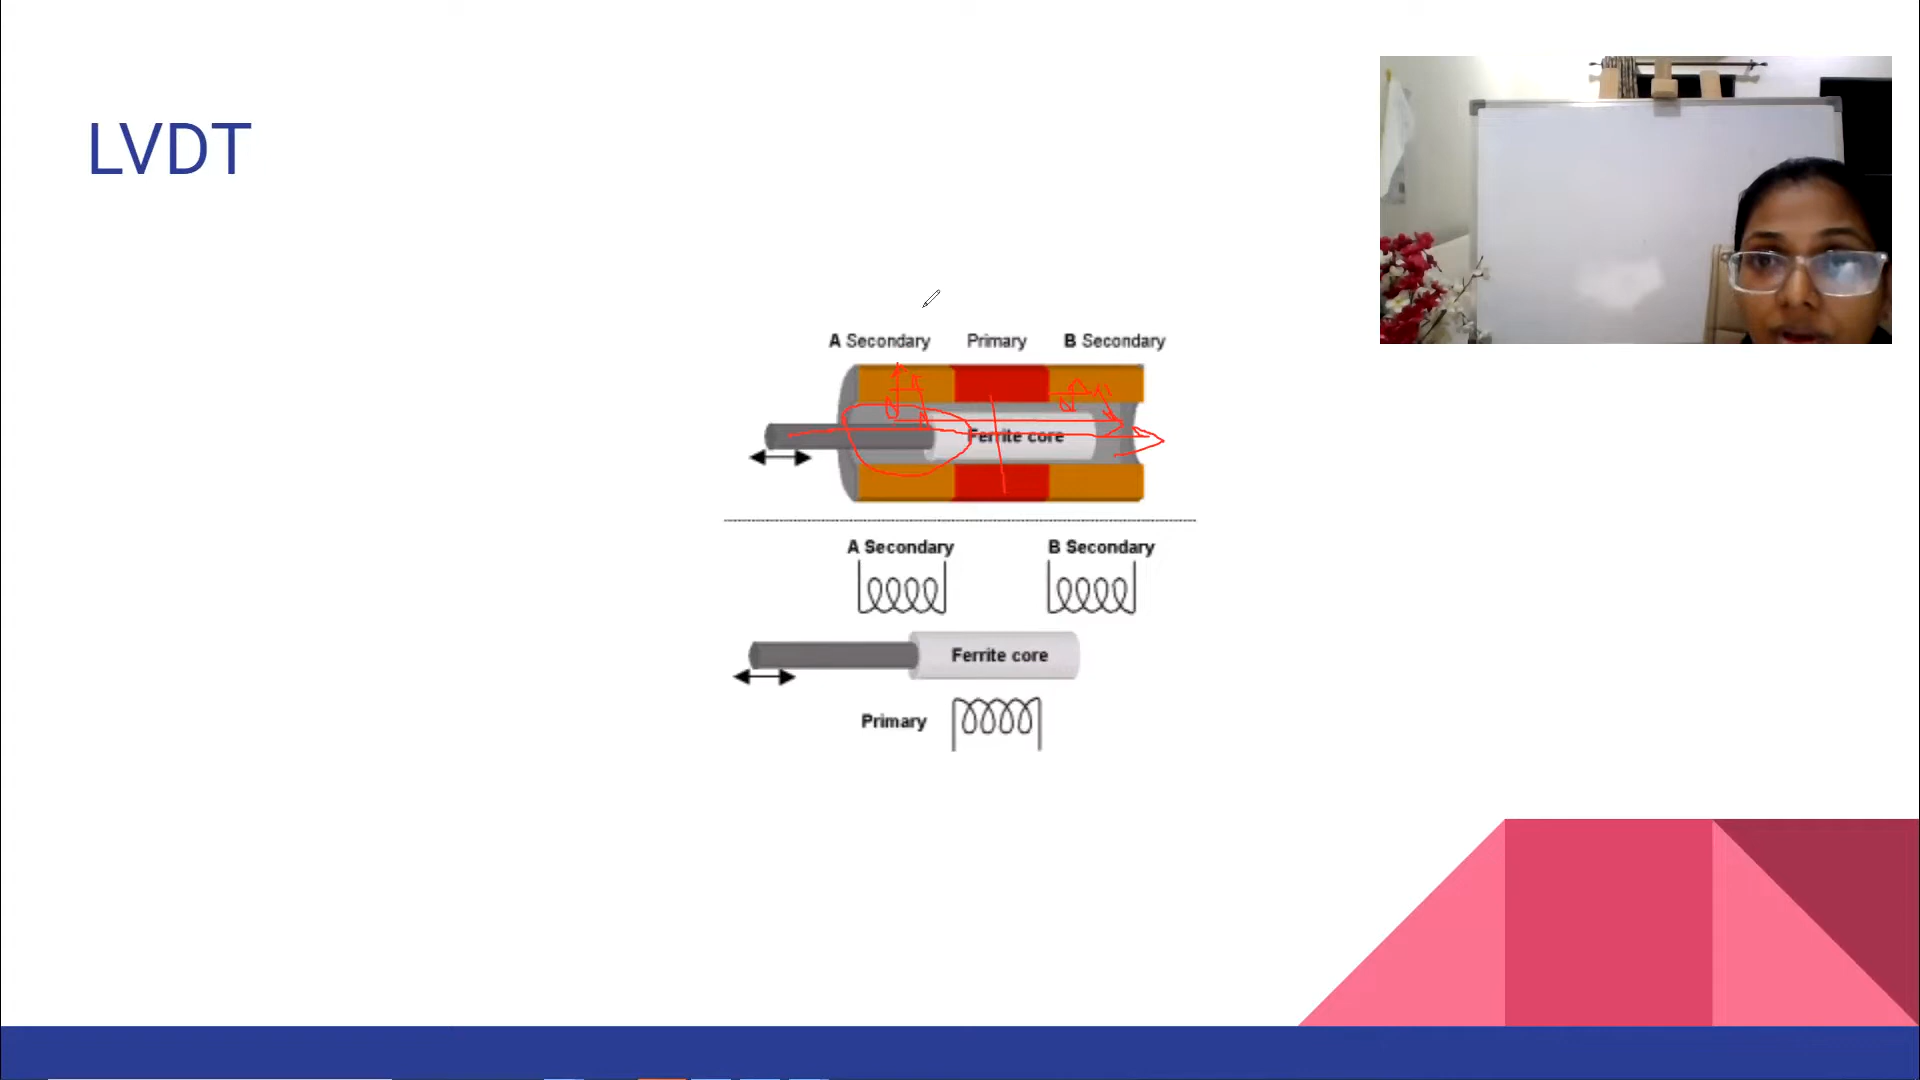 LVDT
A Secondary Primary B Secondary
Ferrite core
A Secondary B Secondary
Ferrite core
Primary